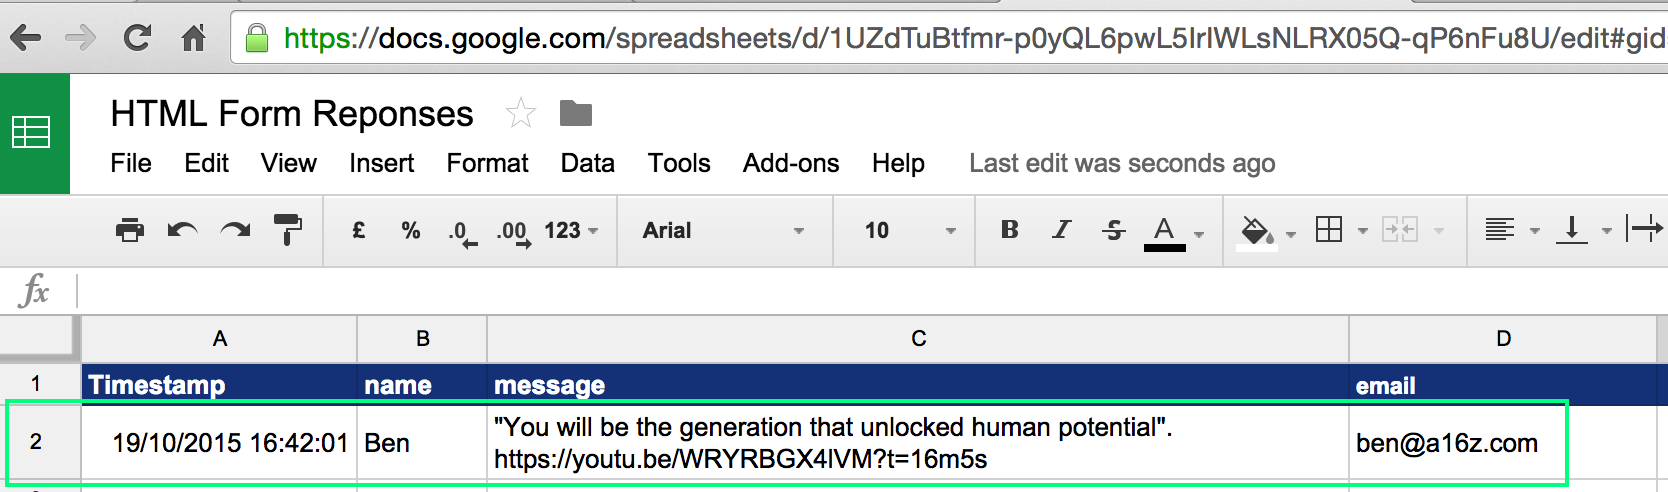 https://docs.google.com/spreadsheets/d/1UZdTuBtfmr-p0yQL6pwL5IrIWLsNLRX05Q-qP6nFu8U/edit#gid
HTML Form Reponses
File Edit View Insert Format Data Tools Add-ons Help Last edit was seconds ago
£ % .0 .00 123 Arial 10 B I S A
fx
A B C D
1 Timestamp name message email
2 19/10/2015 16:42:01 Ben "You will be the generation that unlocked human potential". ben@a16z.com
https://youtu.be/WRYRBGX4lVM?t=16m5s